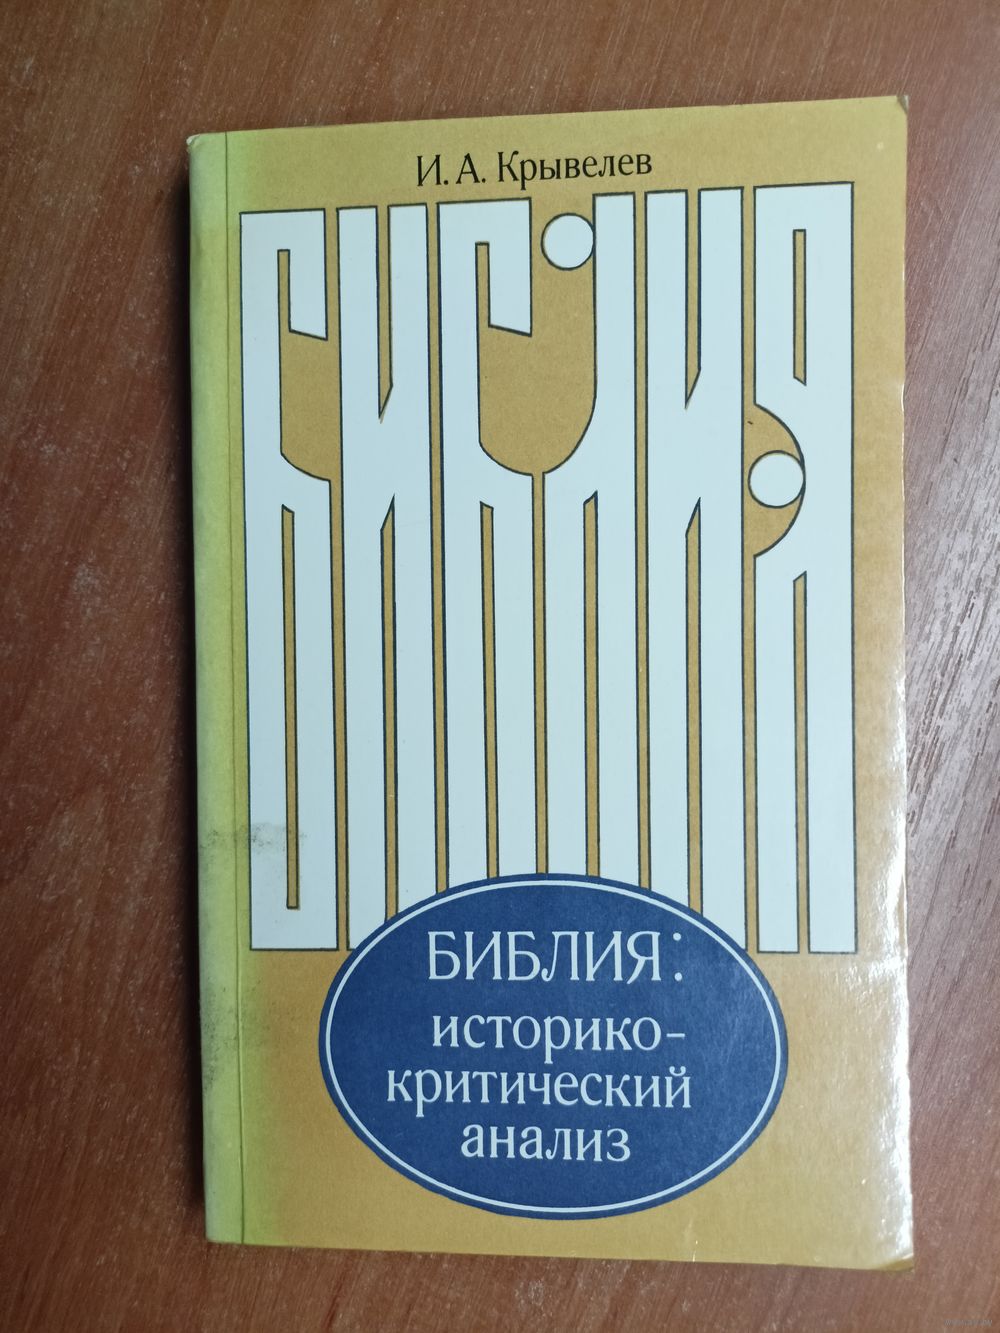 И. А. Крывелев
БИБЛИЯ
БИБЛИЯ:
историко-
критический
анализ